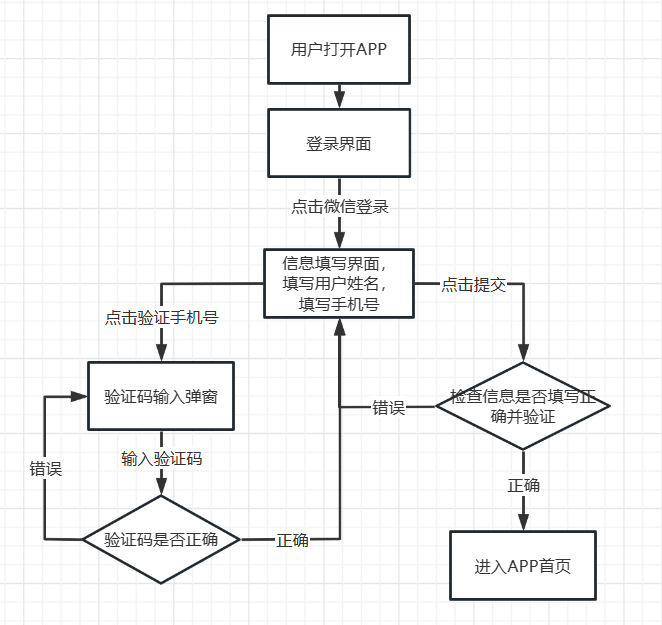 用户打开APP
登录界面
点击微信登录
信息填写界面，
填写用户姓名，
填写手机号
点击提交
点击验证手机号
验证码输入弹窗
检查信息是否填写正
确并验证
错误
输入验证码
错误
正确
验证码是否正确
正确
进入APP首页